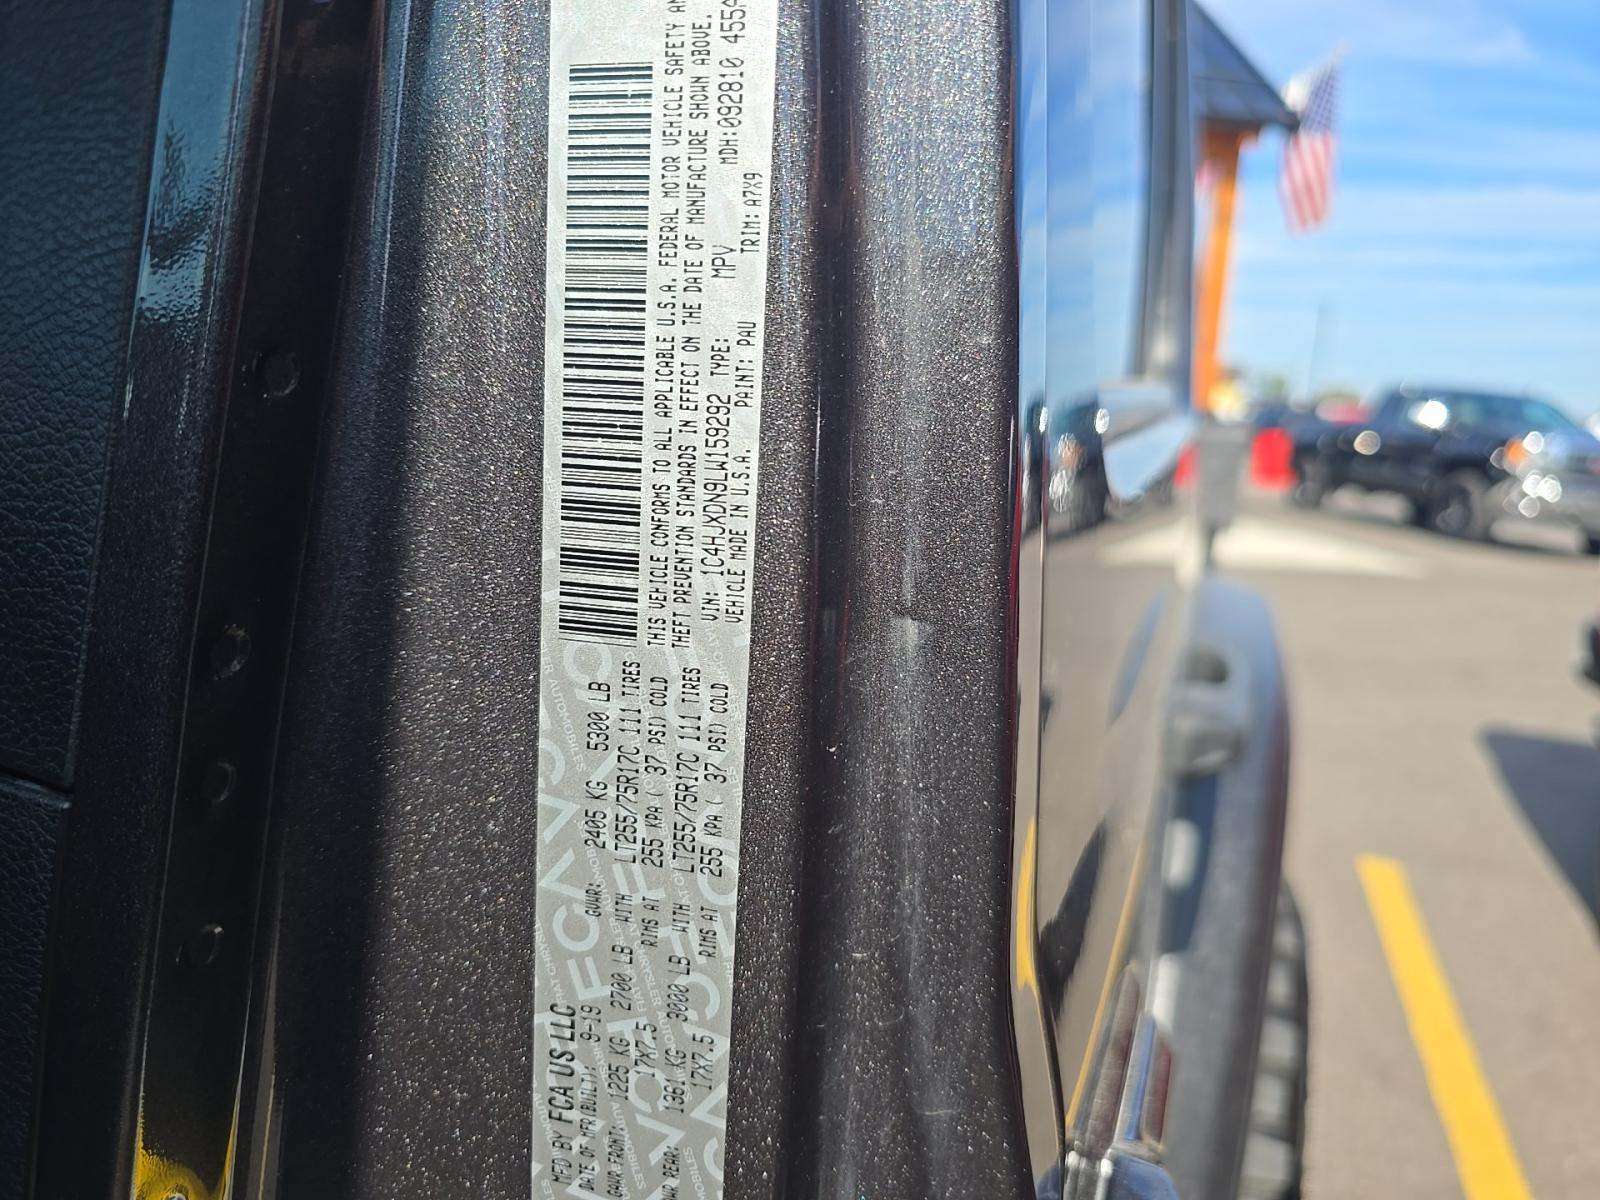 MFD BY FCA US LLC
DATE OF MFR/BUILT: 9-19 GVWR: 2405 KG 5300 LB
GAWR FRONT: 1225 KG 2700 LB WITH LT255/75R17C 111 TIRES
17X7.5 RIMS AT 255 KPA ( 37 PSI) COLD
WR REAR: 1361 KG 3000 LB WITH LT255/75R17C 111 TIRES
17X7.5 RIMS AT 255 KPA ( 37 PSI) COLD
THIS VEHICLE CONFORMS TO ALL APPLICABLE U.S.A. FEDERAL MOTOR VEHICLE SAFETY AN
THEFT PREVENTION STANDARDS IN EFFECT ON THE DATE OF MANUFACTURE SHOWN ABOVE.
VIN: 1C4HJXDN9LW159292 TYPE: MPV MDH:092810 455A
VEHICLE MADE IN U.S.A. PAINT: PAU TRIM: A7X9